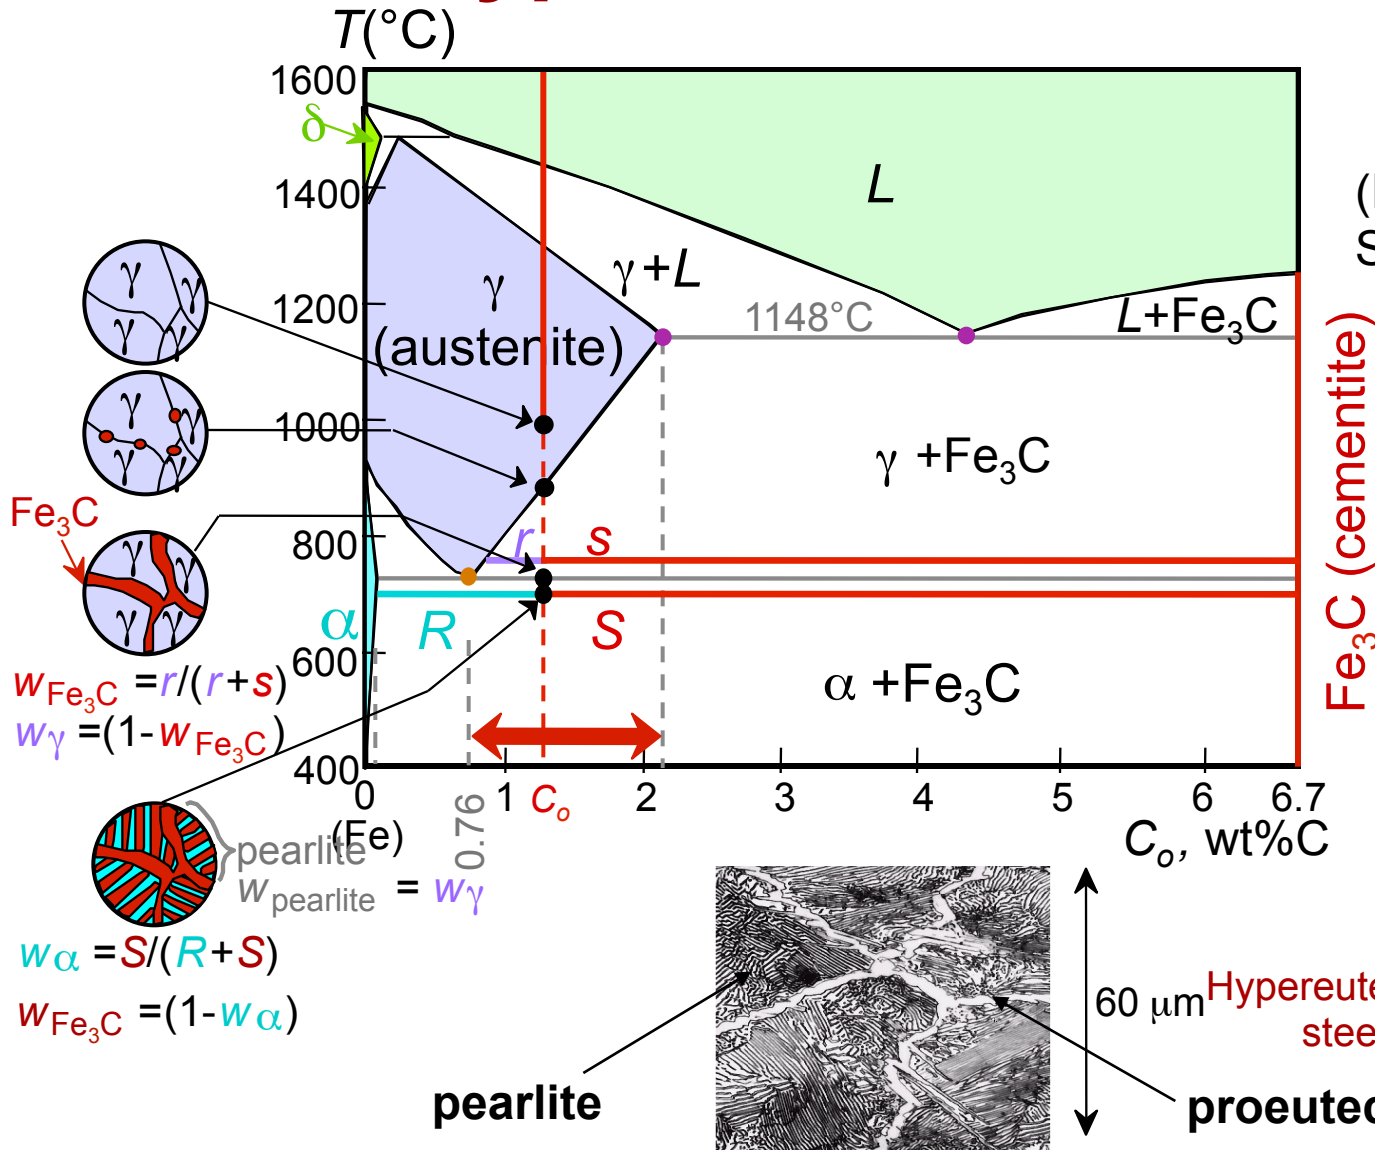 T(°C)
1600
δ
1400
L
γ
γ+L
1200
(austenite)
1148°C
L+Fe3C
γ
γ
γ
1000
γ
γ
γ
γ +Fe3C
Fe3C (cementite)
Fe3C
800
r
s
γ
γ
γ
α
R
S
600
α +Fe3C
wFe3C =r/(r+s)
wγ =(1-wFe3C)
400
0
1
Co
2
3
4
5
6
6.7
(Fe)
0.76
Co, wt%C
pearlite
wpearlite = wγ
wα =S/(R+S)
wFe3C =(1-wα)
60 μm
pearlite